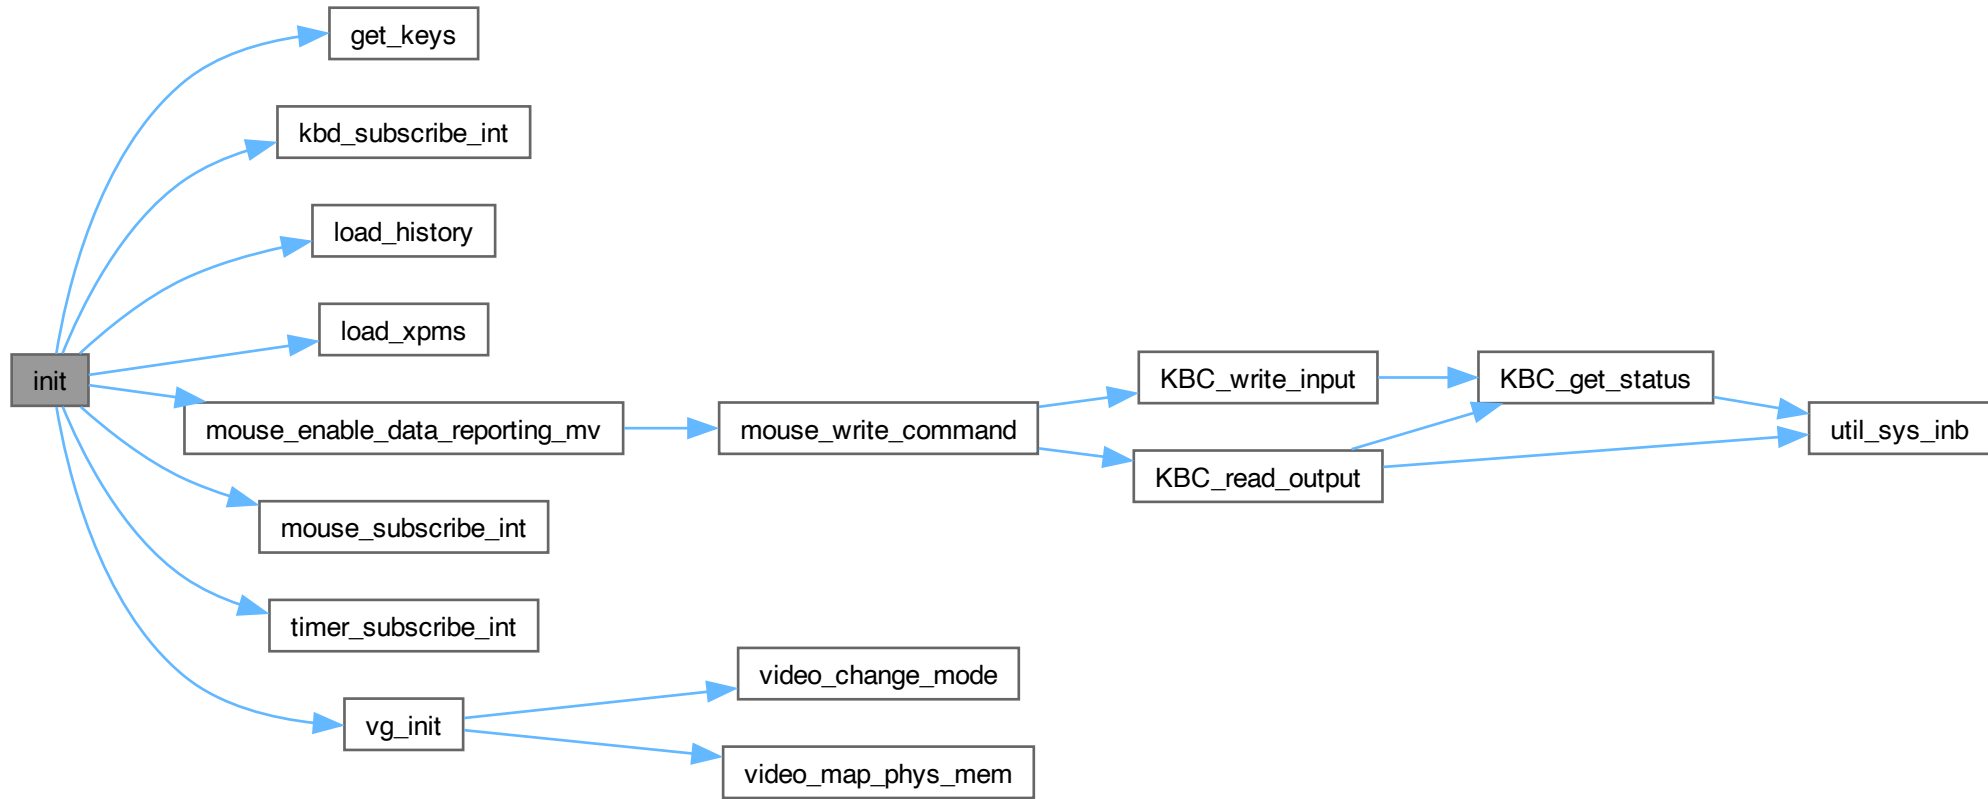 get_keys
kbd_subscribe_int
load_history
load_xpms
init
mouse_enable_data_reporting_mv
mouse_write_command
KBC_write_input
KBC_get_status
KBC_read_output
util_sys_inb
mouse_subscribe_int
timer_subscribe_int
vg_init
video_change_mode
video_map_phys_mem